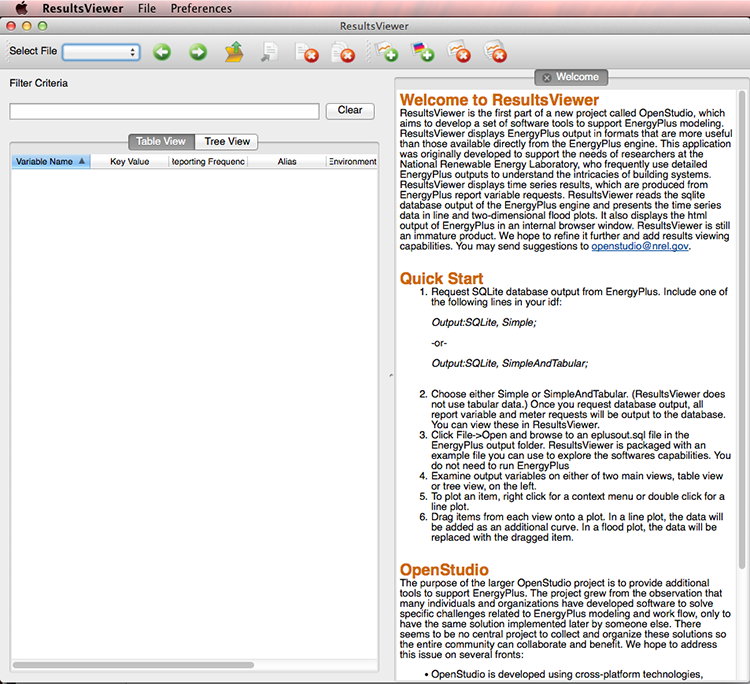 ResultsViewer File Preferences
ResultsViewer
Select File
Filter Criteria
Clear
Table View Tree View
Variable Name Key Value teporting Frequenc Alias Environment
Welcome
Welcome to ResultsViewer
ResultsViewer is the first part of a new project called OpenStudio, which
aims to develop a set of software tools to support EnergyPlus modeling.
ResultsViewer displays EnergyPlus output in formats that are more useful
than those available directly from the EnergyPlus engine. This application
was originally developed to support the needs of researchers at the
National Renewable Energy Laboratory, who frequently use detailed
EnergyPlus outputs to understand the intricacies of building systems.
ResultsViewer displays time series results, which are produced from
EnergyPlus report variable requests. ResultsViewer reads the sqlite
database output of the EnergyPlus engine and presents the time series
data in line and two-dimensional flood plots. It also displays the html
output of EnergyPlus in an internal browser window. ResultsViewer is still
an immature product. We hope to refine it further and add results viewing
capabilities. You may send suggestions to openstudio@nrel.gov.
Quick Start
1. Request SQLite database output from EnergyPlus. Include one of
the following lines in your idf:
Output:SQLite, Simple;
-or-
Output:SQLite, SimpleAndTabular;
2. Choose either Simple or SimpleAndTabular. (ResultsViewer does
not use tabular data.) Once you request database output, all
report variable and meter requests will be output to the database.
You can view these in ResultsViewer.
3. Click File->Open and browse to an eplusout.sql file in the
EnergyPlus output folder. ResultsViewer is packaged with an
example file you can use to explore the softwares capabilities. You
do not need to run EnergyPlus
4. Examine output variables on either of two main views, table view
or tree view, on the left.
5. To plot an item, right click for a context menu or double click for a
line plot.
6. Drag items from each view onto a plot. In a line plot, the data will
be added as an additional curve. In a flood plot, the data will be
replaced with the dragged item.
OpenStudio
The purpose of the larger OpenStudio project is to provide additional
tools to support EnergyPlus. The project grew from the observation that
many individuals and organizations have developed software to solve
specific challenges related to EnergyPlus modeling and work flow, only to
have the same solution implemented later by someone else. There
seems to be no central project to collect and organize these solutions so
the entire community can collaborate and benefit. We hope to address
this issue on several fronts:
• OpenStudio is developed using cross-platform technologies,